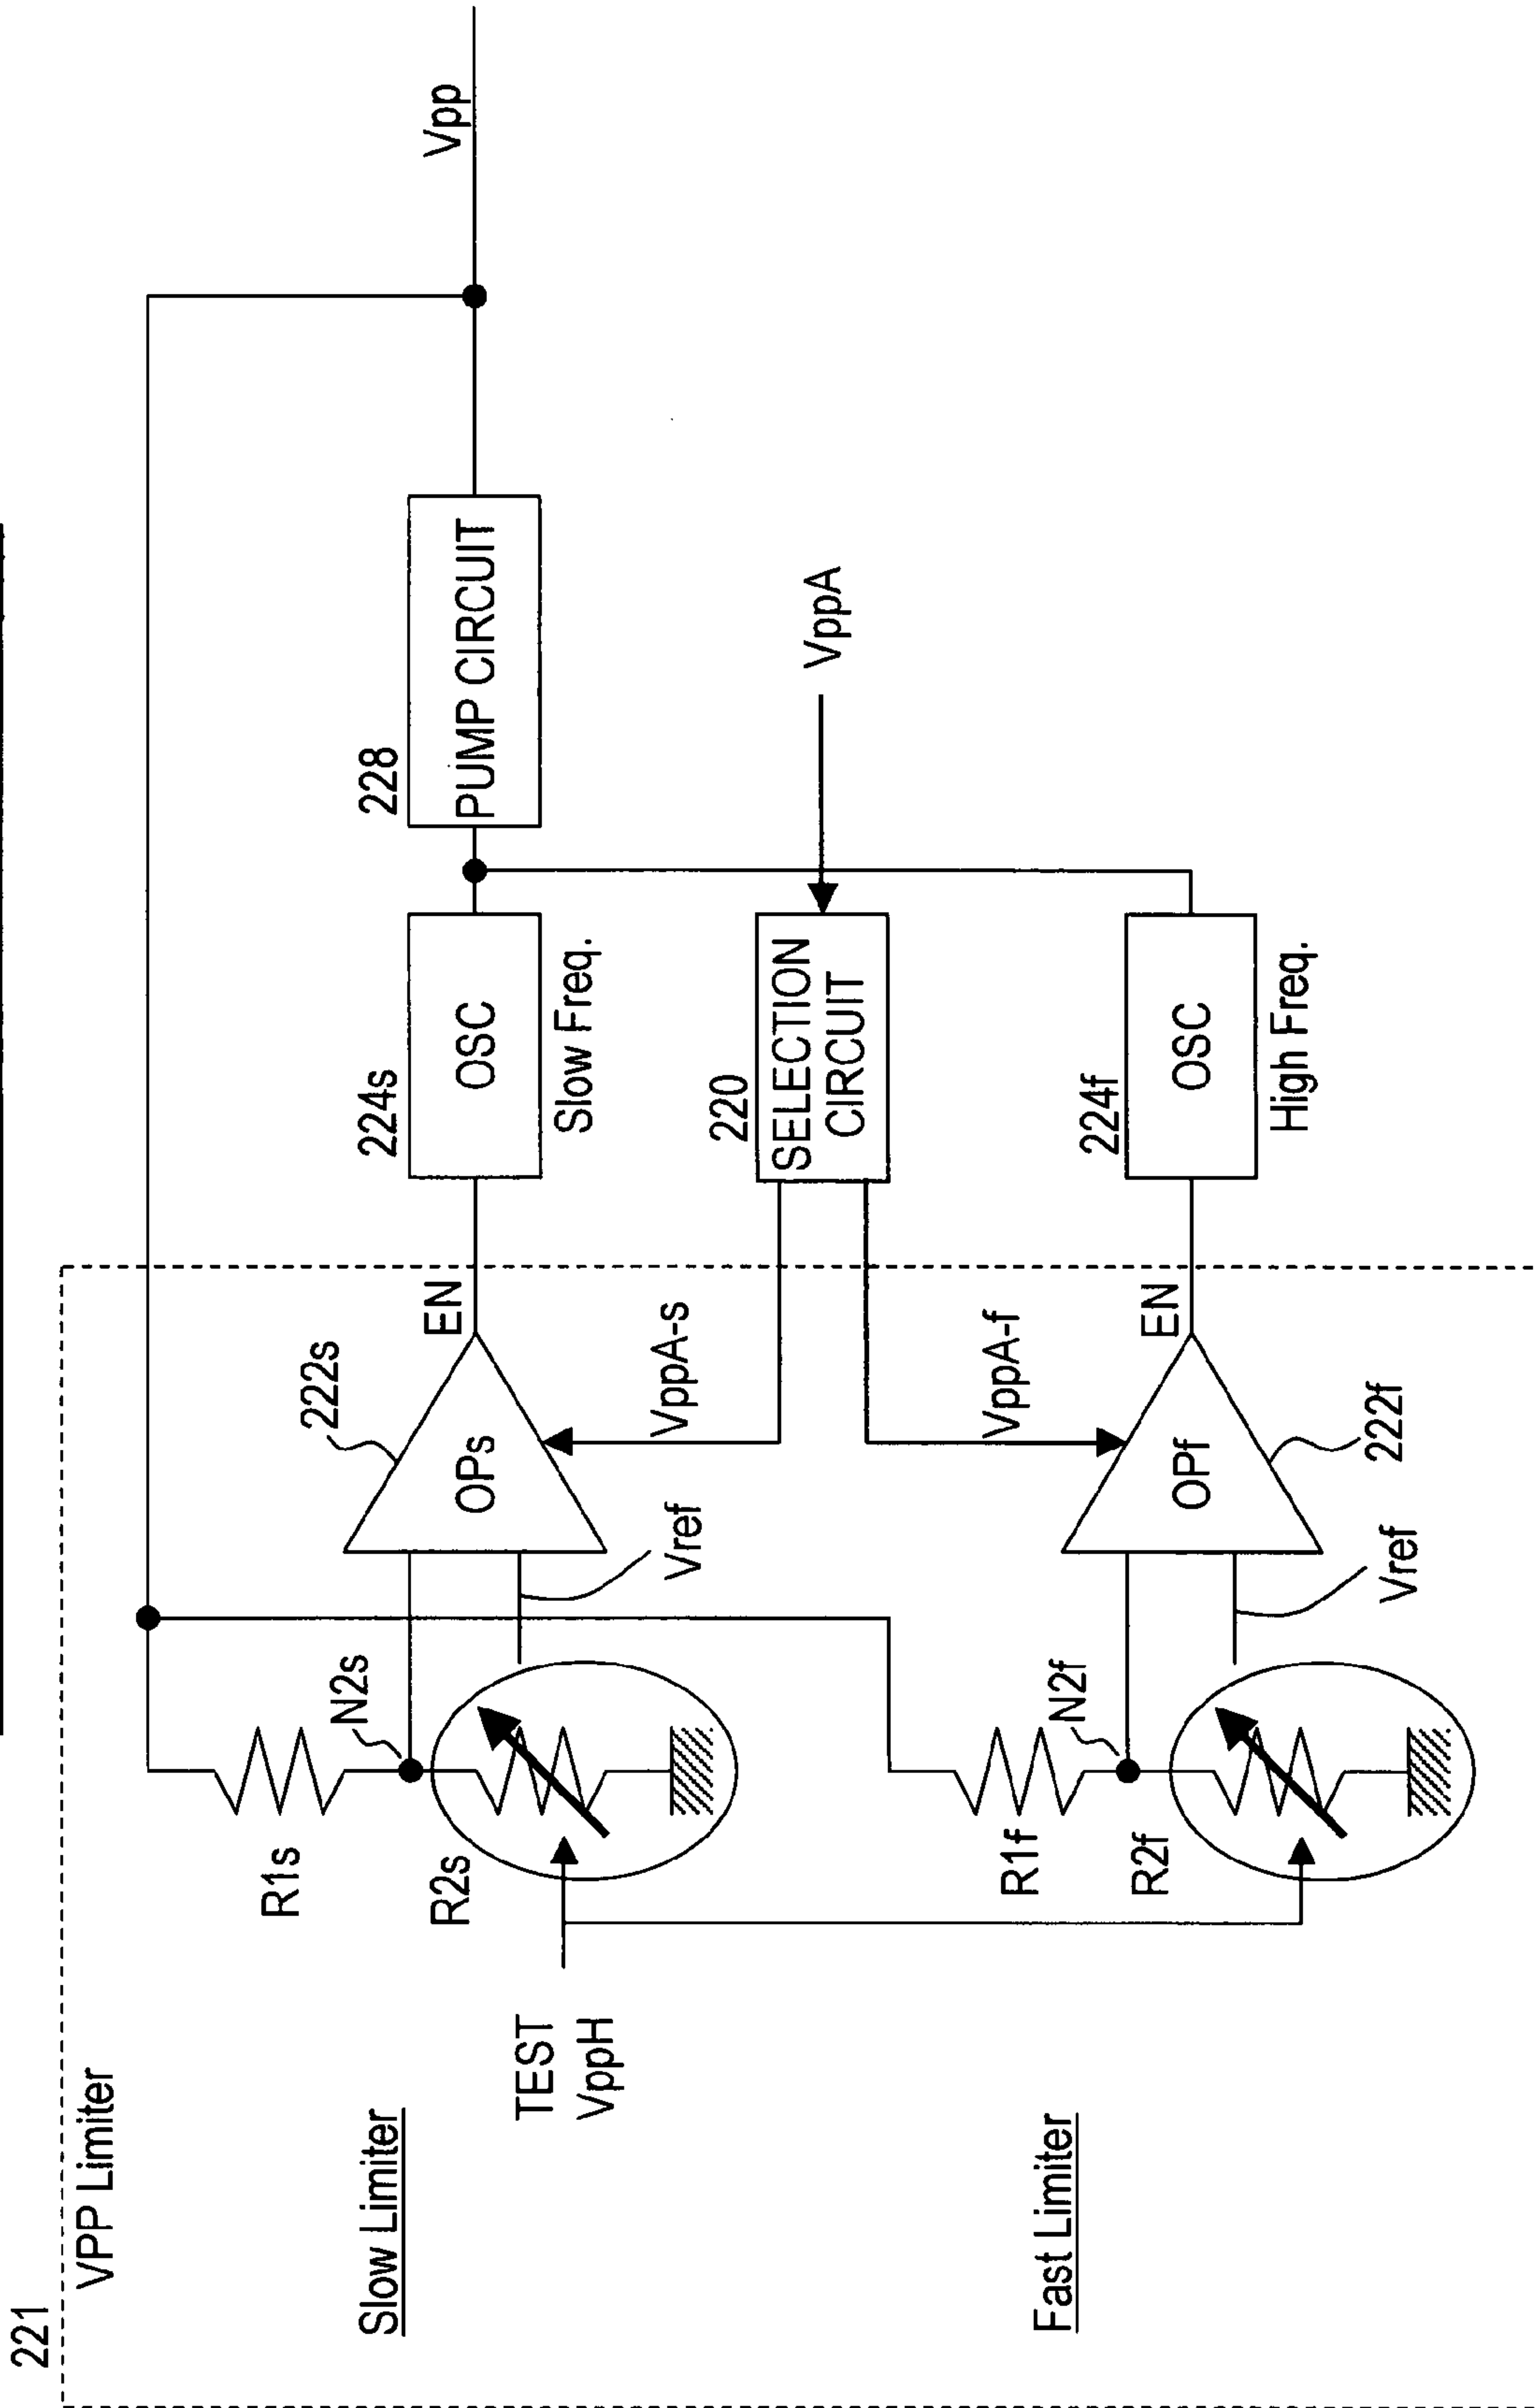 221
VPP Limiter
Slow Limiter
R1s
N2s
R2s
TEST
VppH
Vref
222s
OPs
EN
VppA-s
224s
OSC
Slow Freq.
228
PUMP CIRCUIT
Vpp
220
SELECTION
CIRCUIT
VppA
Fast Limiter
R1f
N2f
R2f
Vref
VppA-f
OPf
222f
EN
224f
OSC
High Freq.